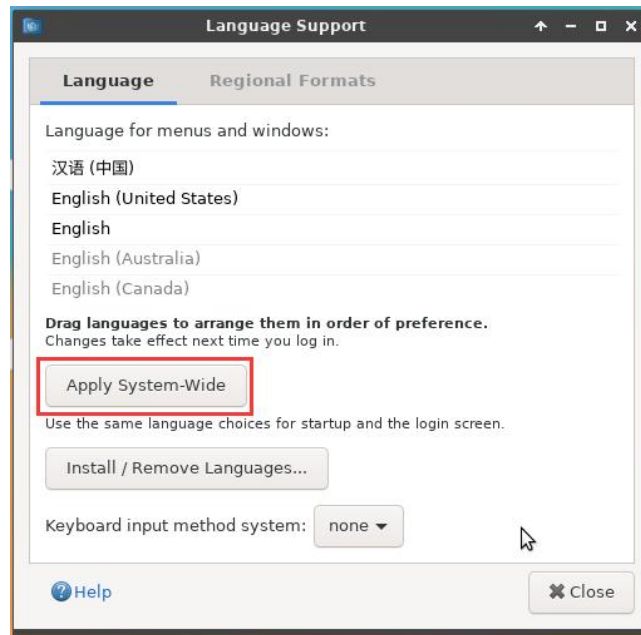 Language Support
Language
Regional Formats
Language for menus and windows:
汉语 (中国)
English (United States)
English
English (Australia)
English (Canada)
Drag languages to arrange them in order of preference.
Changes take effect next time you log in.
Apply System-Wide
Use the same language choices for startup and the login screen.
Install / Remove Languages...
Keyboard input method system: none
Help
Close